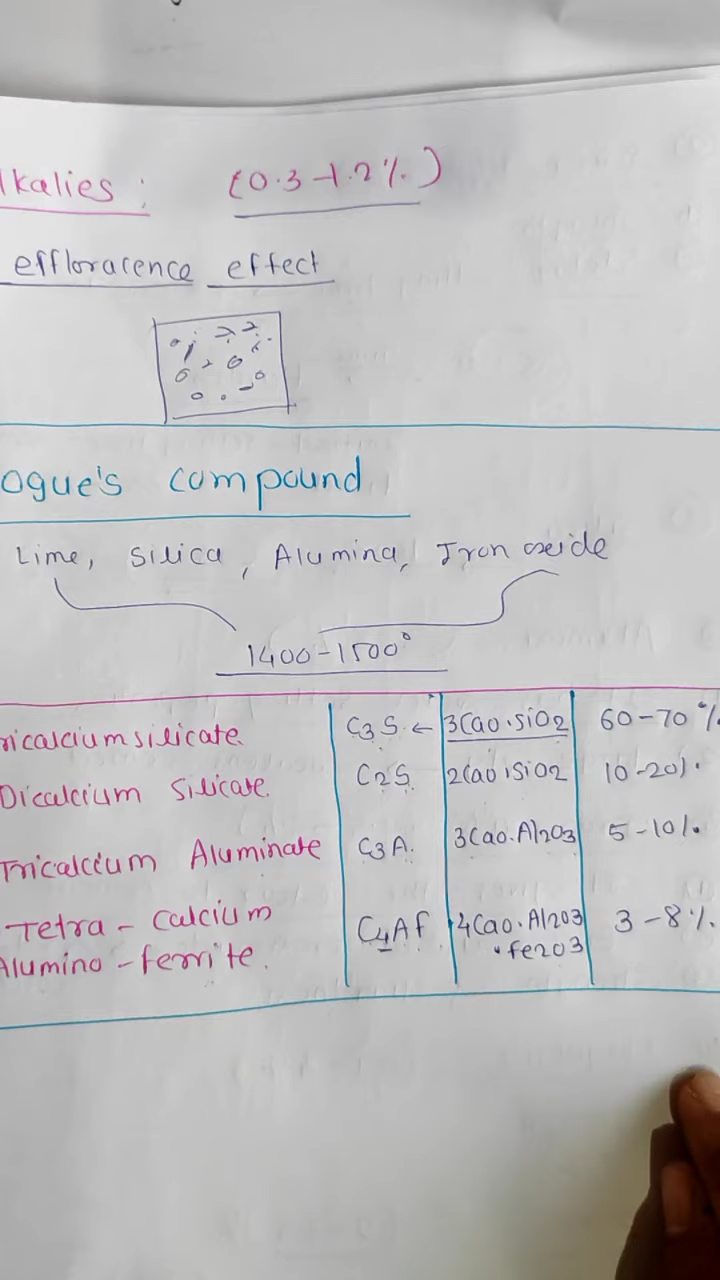 lkalies : (0.3-1.2%)
effloracence effect
ogue's compound
Lime, Silica, Alumina, Iron oxide
1400-1500°
ricalcium silicate. C3S ← 3CaO.SiO2 60-70%
Dicalcium Silicate. C2S 2CaO.SiO2 10-20%.
Tricalcium Aluminate C3A. 3CaO.Al2O3 5-10%.
Tetra-calcium C4Af 4CaO.Al2O3 3-8%.
Alumino-ferrite. .fe2O3